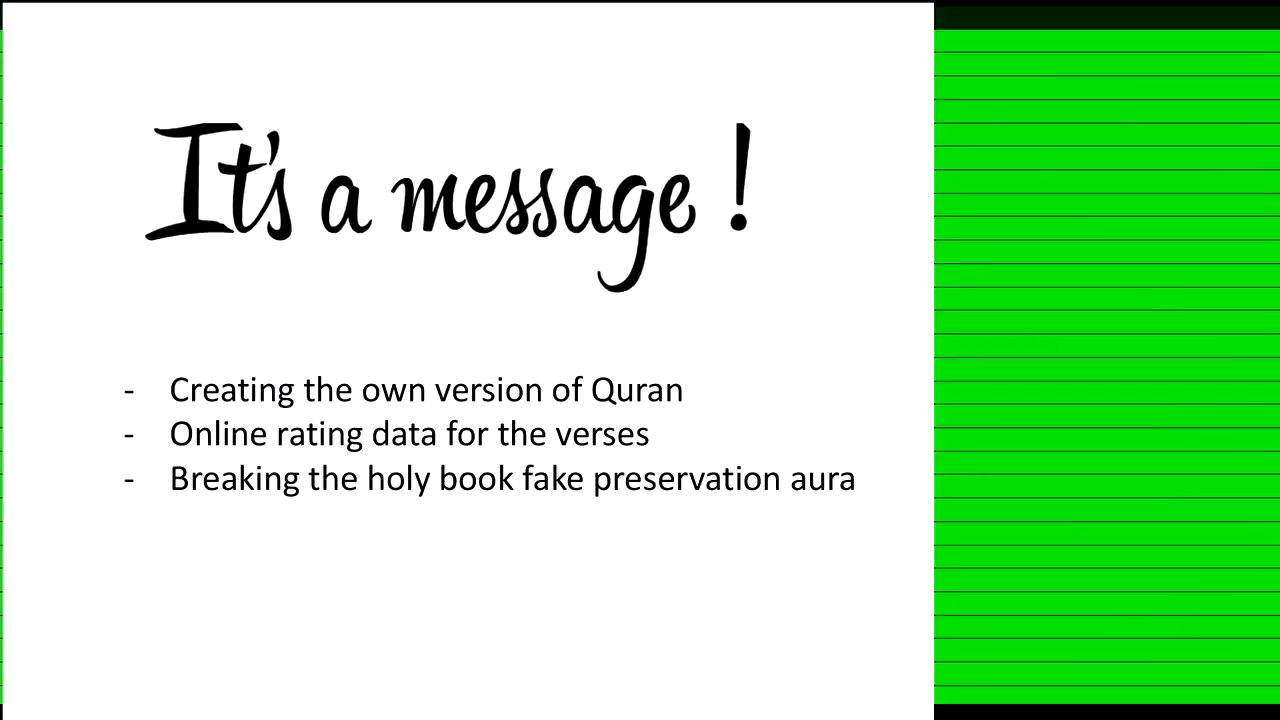 It's a message !
- Creating the own version of Quran
- Online rating data for the verses
- Breaking the holy book fake preservation aura